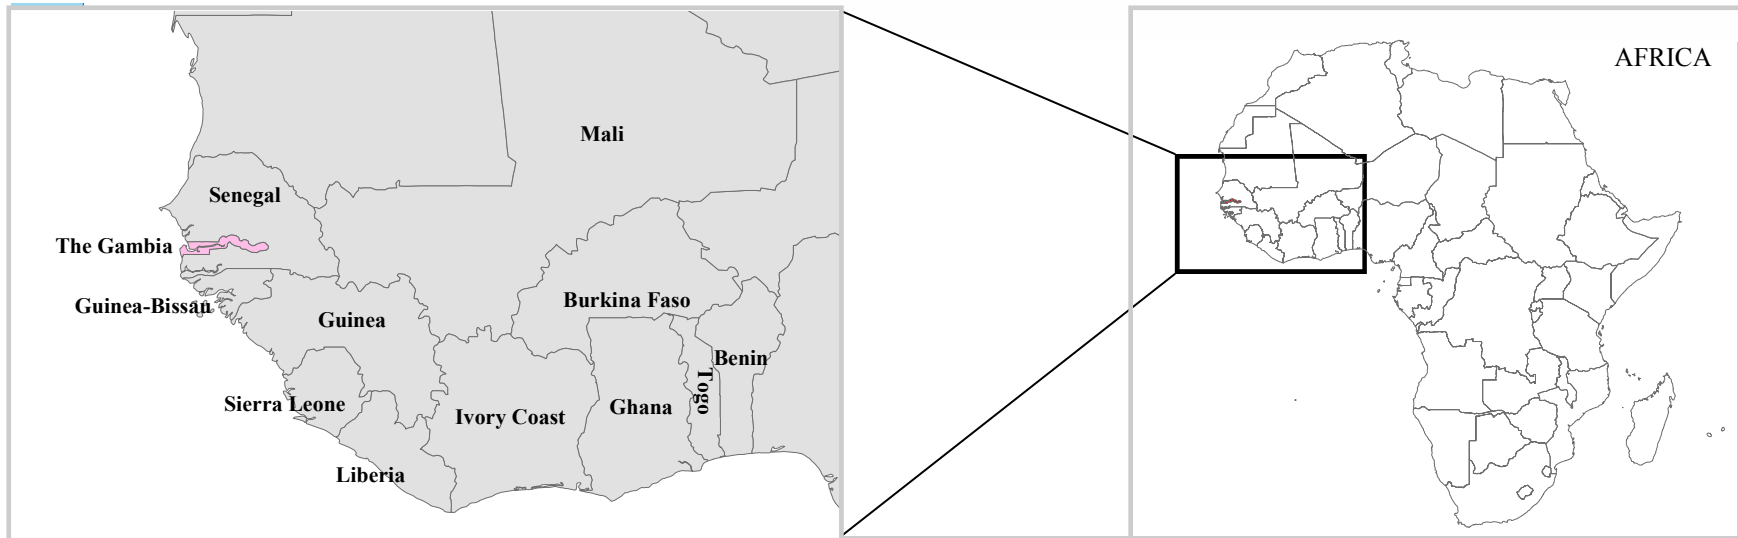 AFRICA
Mali
Senegal
The Gambia
Guinea-Bissau
Burkina Faso
Guinea
Benin
Togo
Sierra Leone
Ivory Coast
Ghana
Liberia